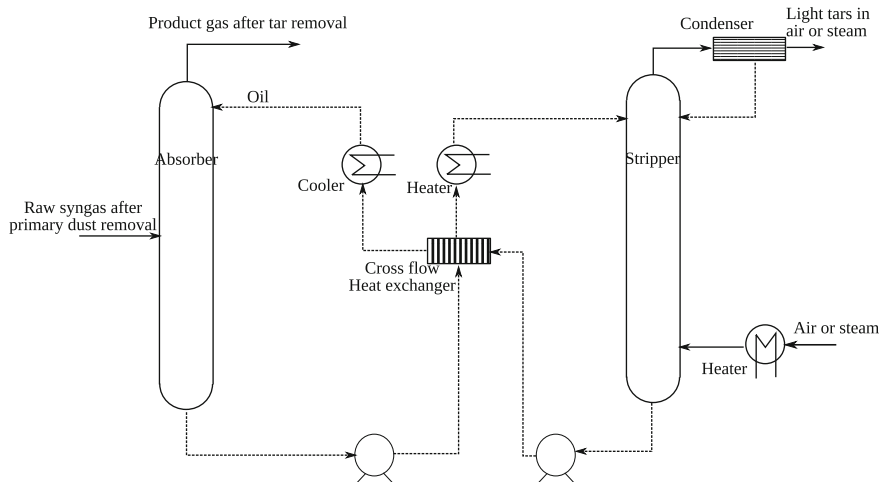 Product gas after tar removal
Condenser
Light tars in
air or steam
Oil
Absorber
Stripper
Cooler
Heater
Raw syngas after
primary dust removal
Cross flow
Heat exchanger
Air or steam
Heater